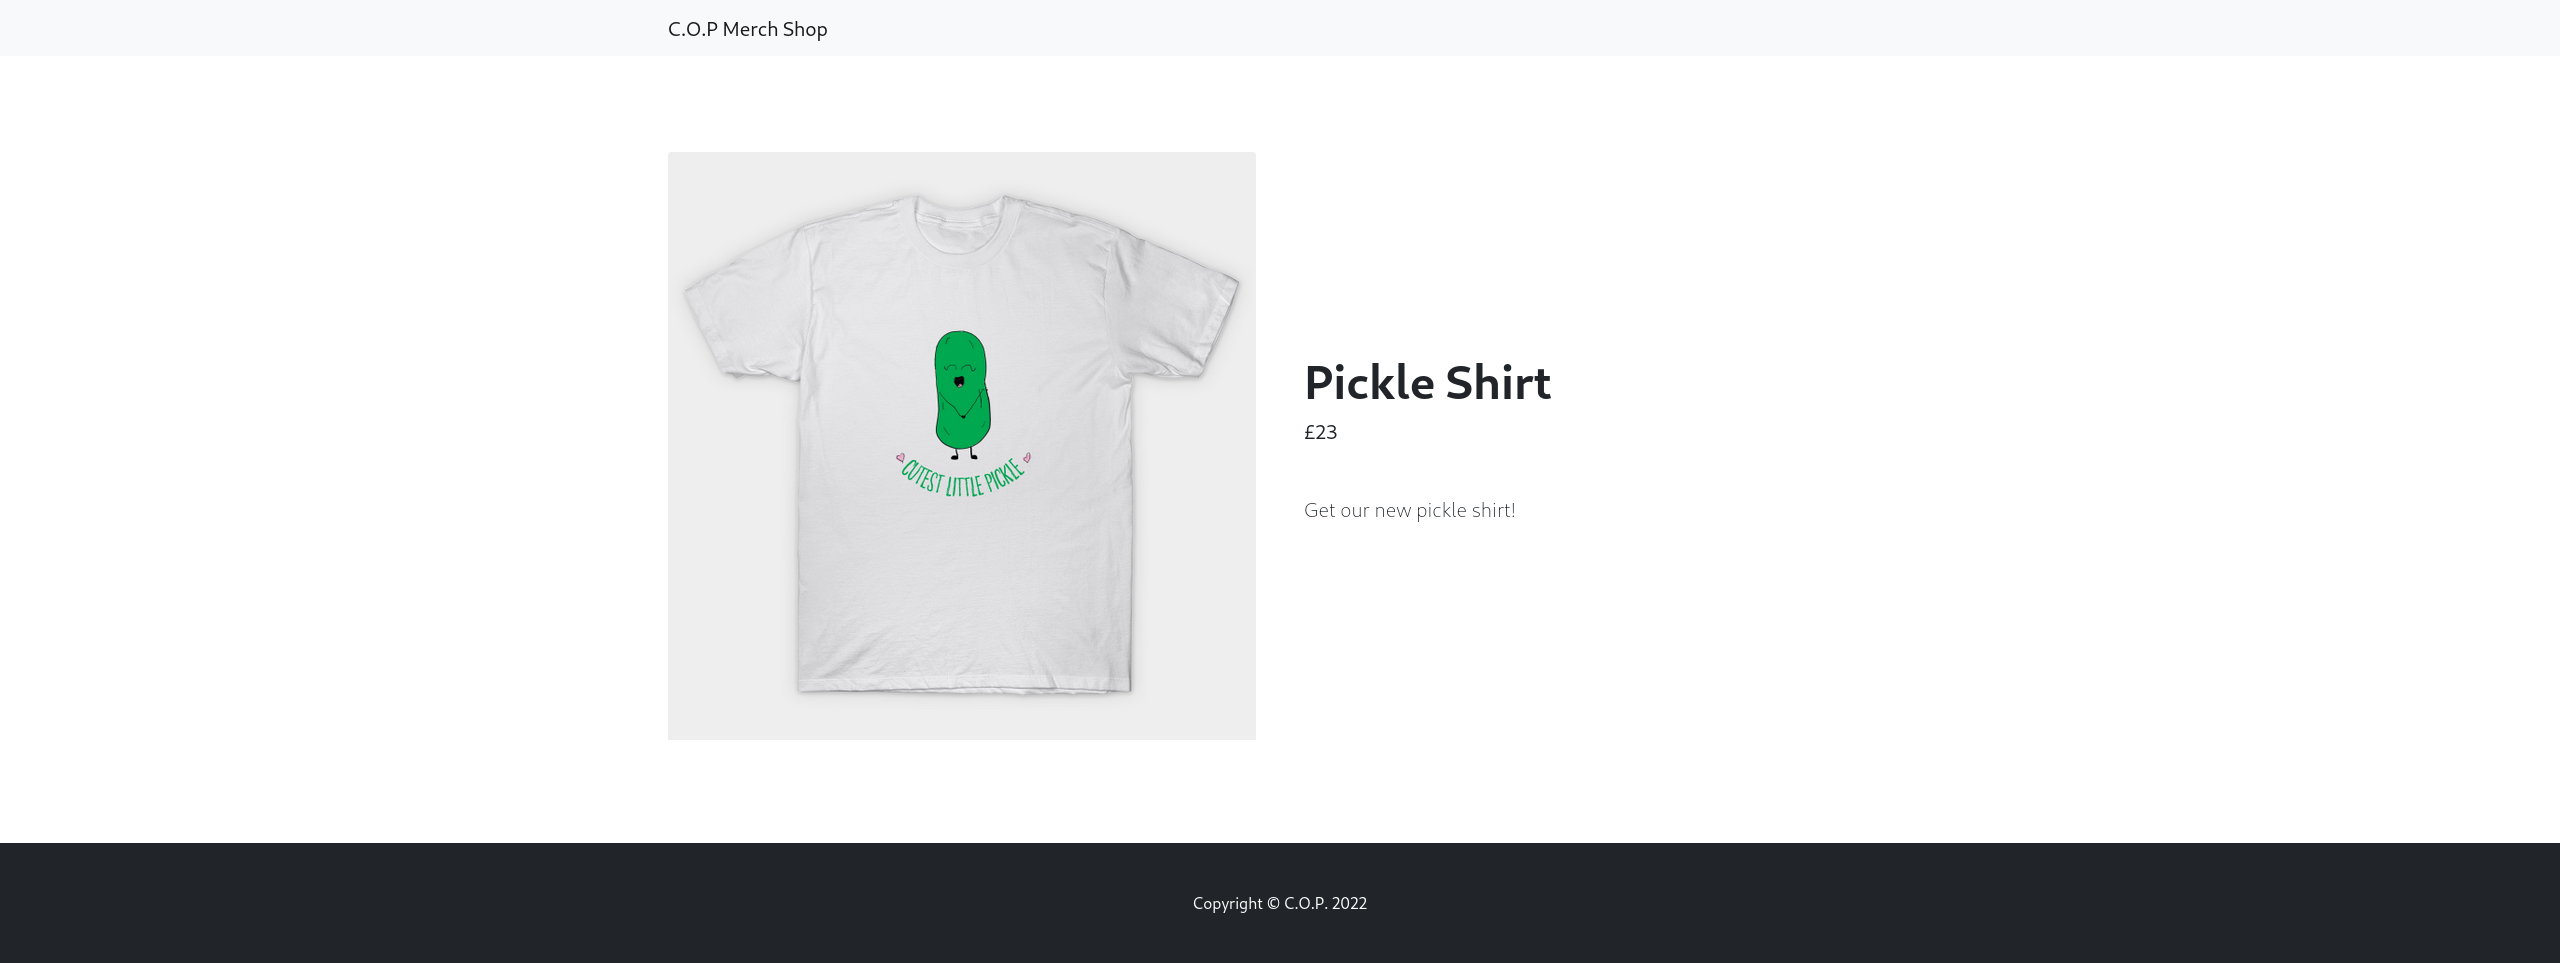 C.O.P Merch Shop
CUTEST LITTLE PICKLE
Pickle Shirt
£23
Get our new pickle shirt!
Copyright © C.O.P. 2022